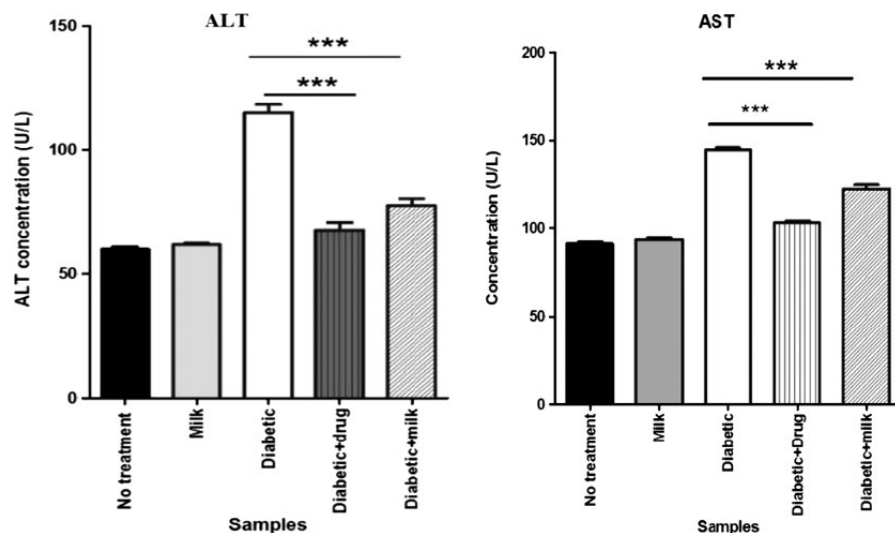 ALT
150
100
50
0
ALT concentration (U/L)
***
***
No treatment
Milk
Diabetic
Diabetic+drug
Diabetic+milk
Samples
AST
200
150
100
50
0
Concentration (U/L)
***
***
No treatment
Milk
Diabetic
Diabetic+Drug
Diabetic+milk
Samples